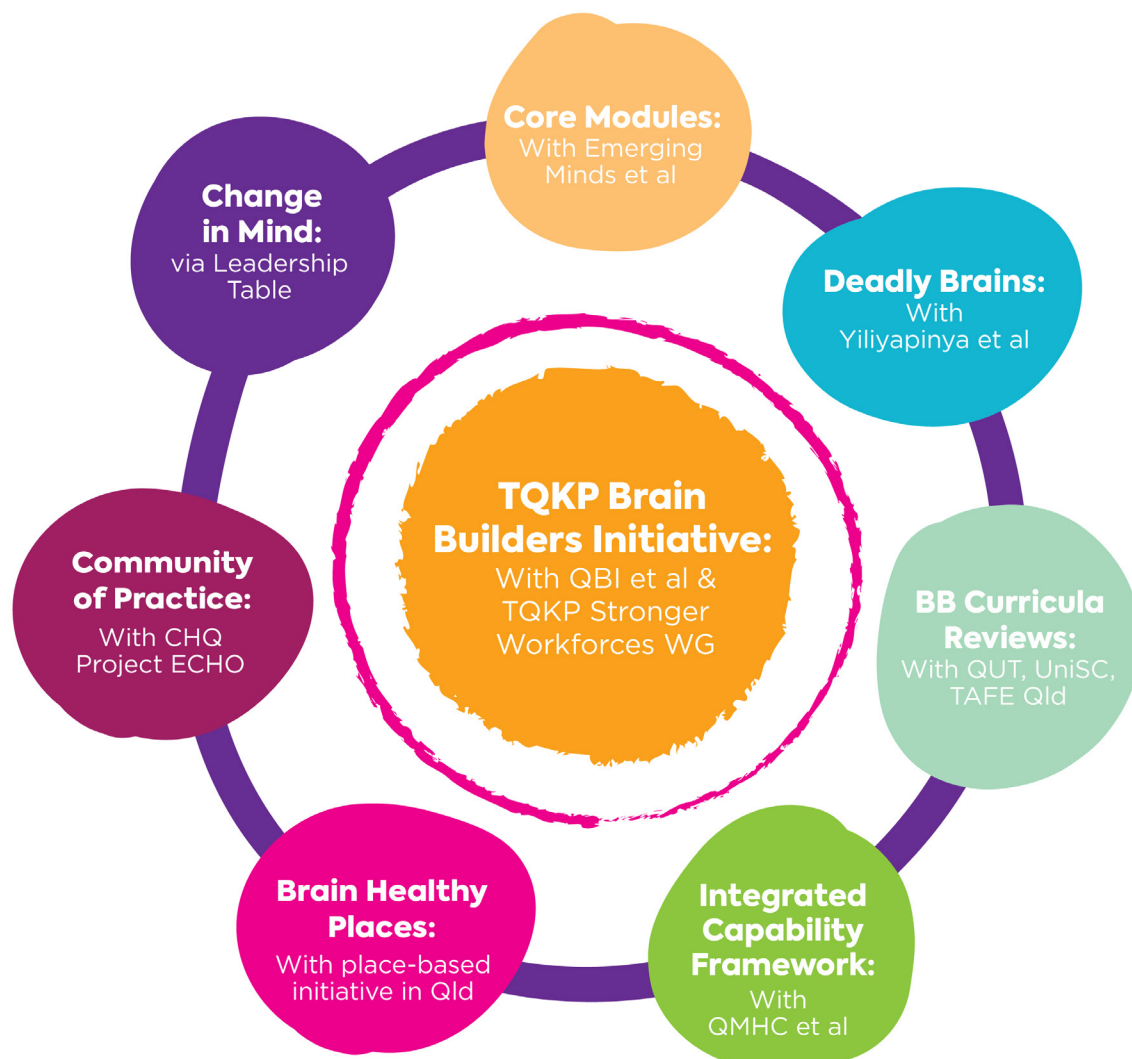 Core Modules:
With Emerging
Minds et al
Deadly Brains:
With
Yiliyapinya et al
BB Curricula
Reviews:
With QUT, UniSC,
TAFE Qld
Integrated
Capability
Framework:
With
QMHC et al
Brain Healthy
Places:
With place-based
initiative in Qld
Community
of Practice:
With CHQ
Project ECHO
Change
in Mind:
via Leadership
Table
TQKP Brain
Builders Initiative:
With QBI et al &
TQKP Stronger
Workforces WG